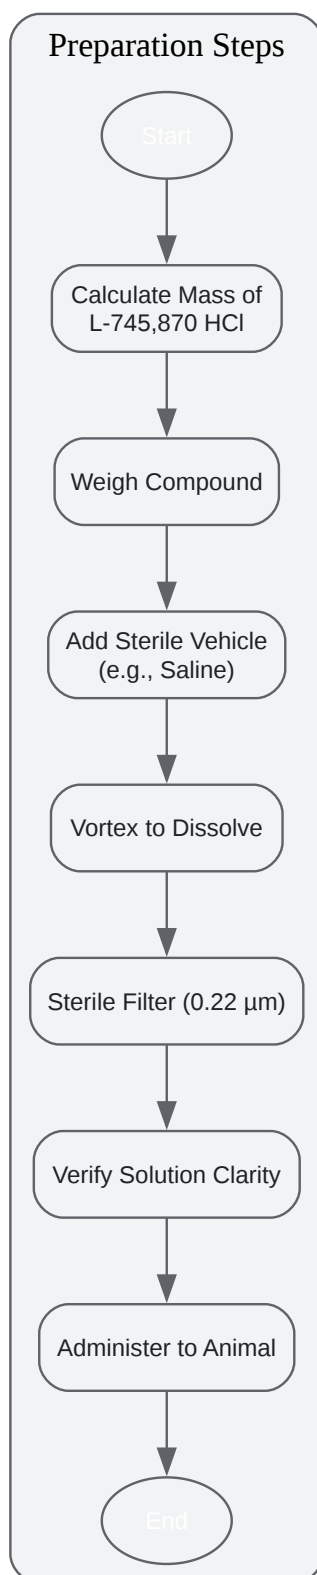 Preparation Steps
Start
Calculate Mass of
L-745,870 HCl
Weigh Compound
Add Sterile Vehicle
(e.g., Saline)
Vortex to Dissolve
Sterile Filter (0.22 µm)
Verify Solution Clarity
Administer to Animal
End